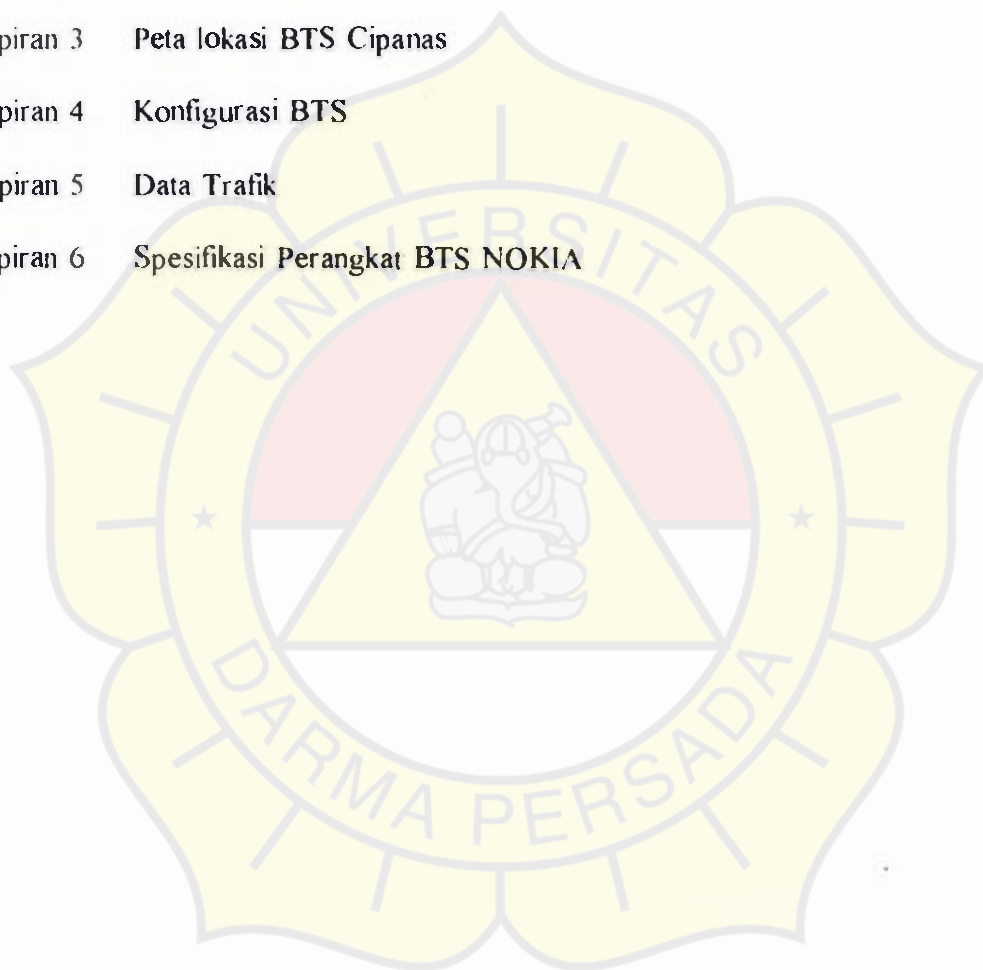 piran 3 Peta lokasi BTS Cipanas
piran 4 Konfigurasi BTS
piran 5 Data Trafik
piran 6 Spesifikasi Perangkat BTS NOKIA
UNIVERSITAS
DARMA PERSADA